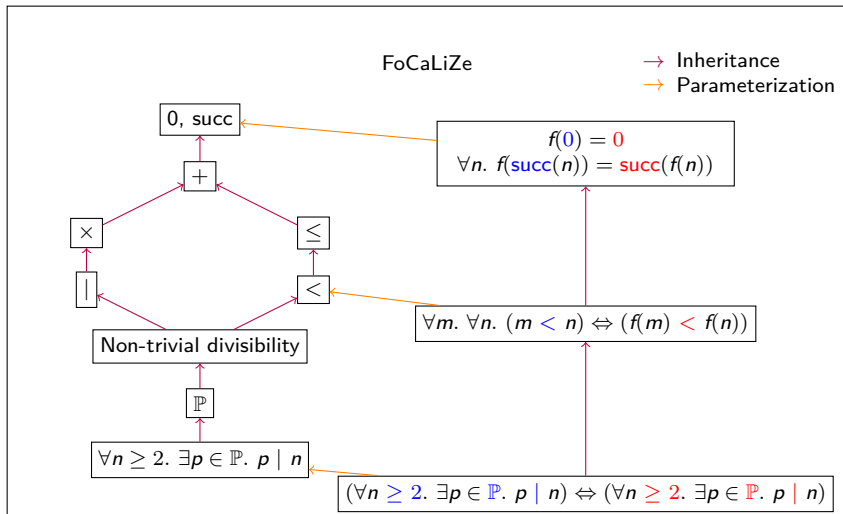 FoCaLiZe
→ Inheritance
→ Parameterization
0, succ
f(0) = 0
∀n. f(succ(n)) = succ(f(n))
+
×
≤
|
<
∀m. ∀n. (m < n) ⇔ (f(m) < f(n))
Non-trivial divisibility
ℙ
∀n ≥ 2. ∃p ∈ ℙ. p | n
(∀n ≥ 2. ∃p ∈ ℙ. p | n) ⇔ (∀n ≥ 2. ∃p ∈ ℙ. p | n)